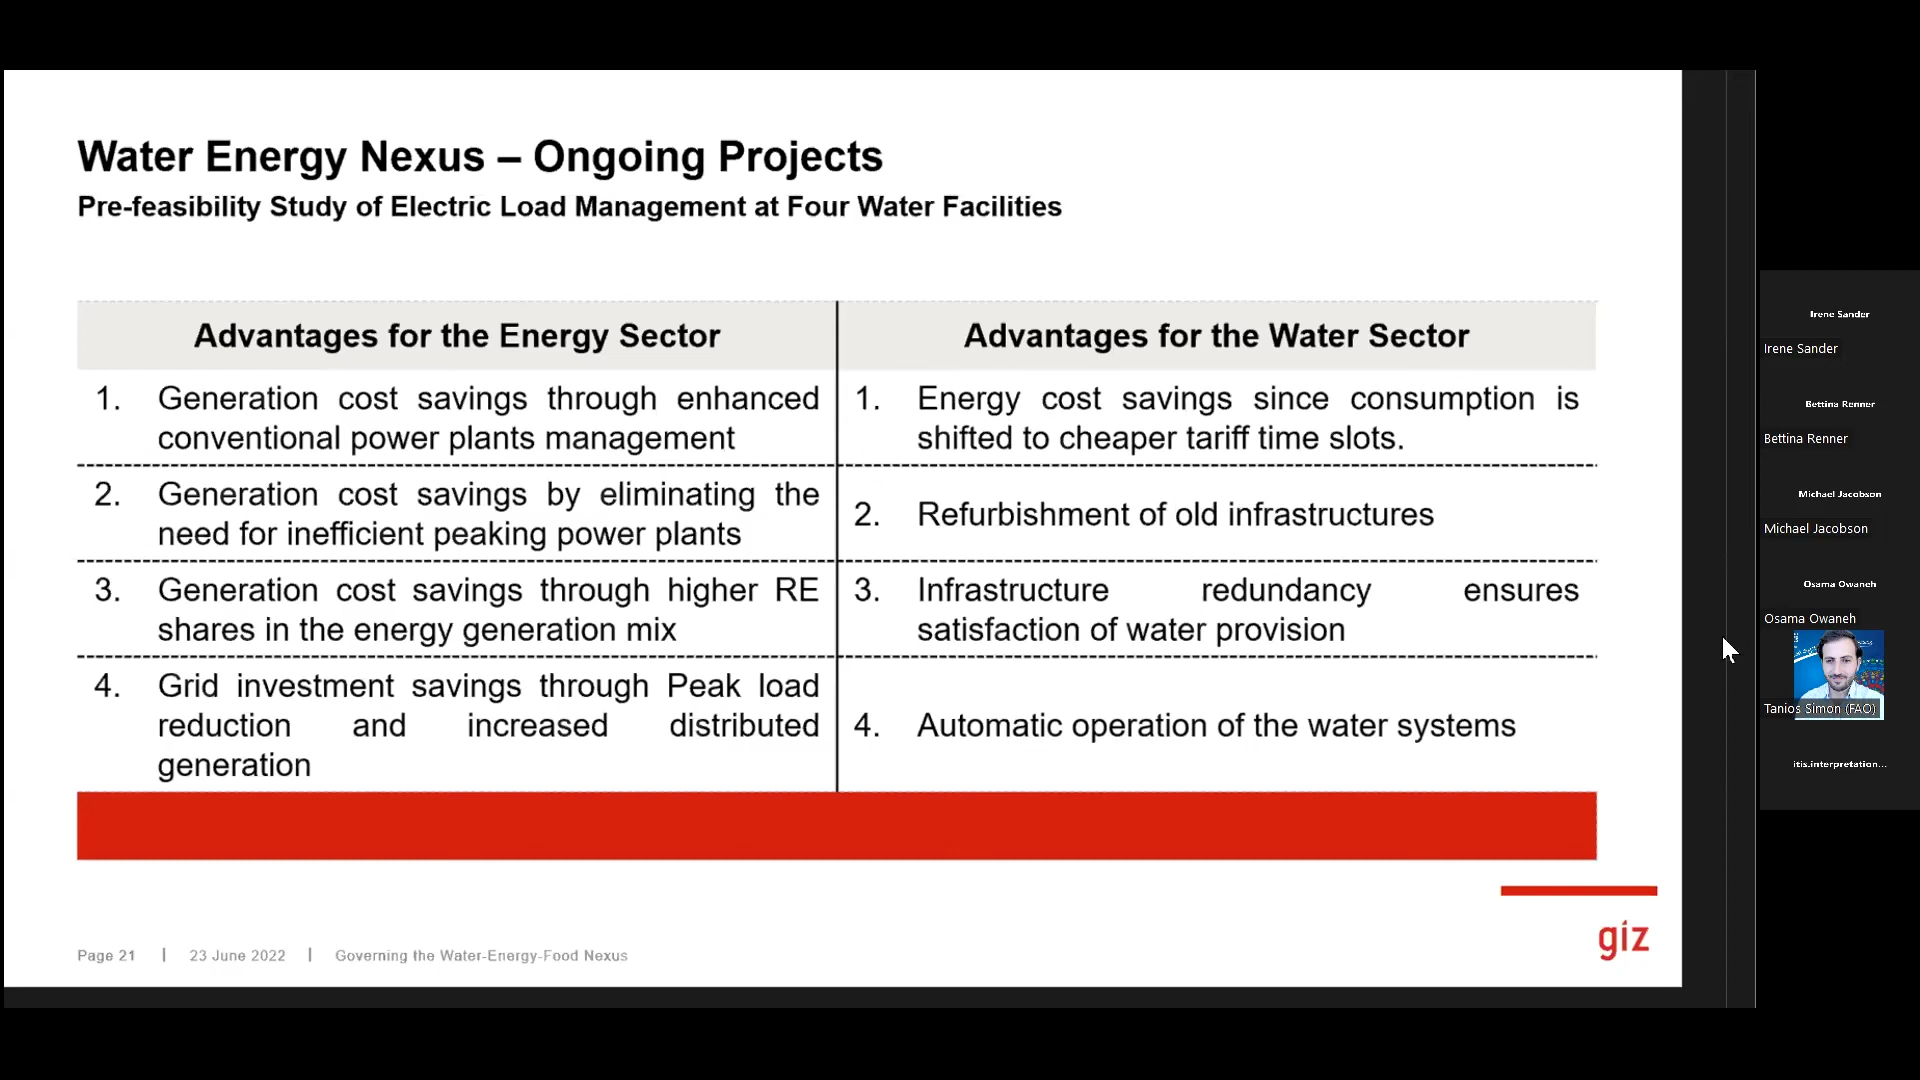 Water Energy Nexus – Ongoing Projects
Pre-feasibility Study of Electric Load Management at Four Water Facilities
Advantages for the Energy Sector
Advantages for the Water Sector
1. Generation cost savings through enhanced
conventional power plants management
1. Energy cost savings since consumption is
shifted to cheaper tariff time slots.
2. Generation cost savings by eliminating the
need for inefficient peaking power plants
2. Refurbishment of old infrastructures
3. Generation cost savings through higher RE
shares in the energy generation mix
3. Infrastructure redundancy ensures
satisfaction of water provision
4. Grid investment savings through Peak load
reduction and increased distributed
generation
4. Automatic operation of the water systems
giz
Page 21 | 23 June 2022 | Governing the Water-Energy-Food Nexus
Irene Sander
Irene Sander
Bettina Renner
Bettina Renner
Michael Jacobson
Michael Jacobson
Osama Owaneh
Osama Owaneh
Tanios Simon (FAO)
itis.interpretation...